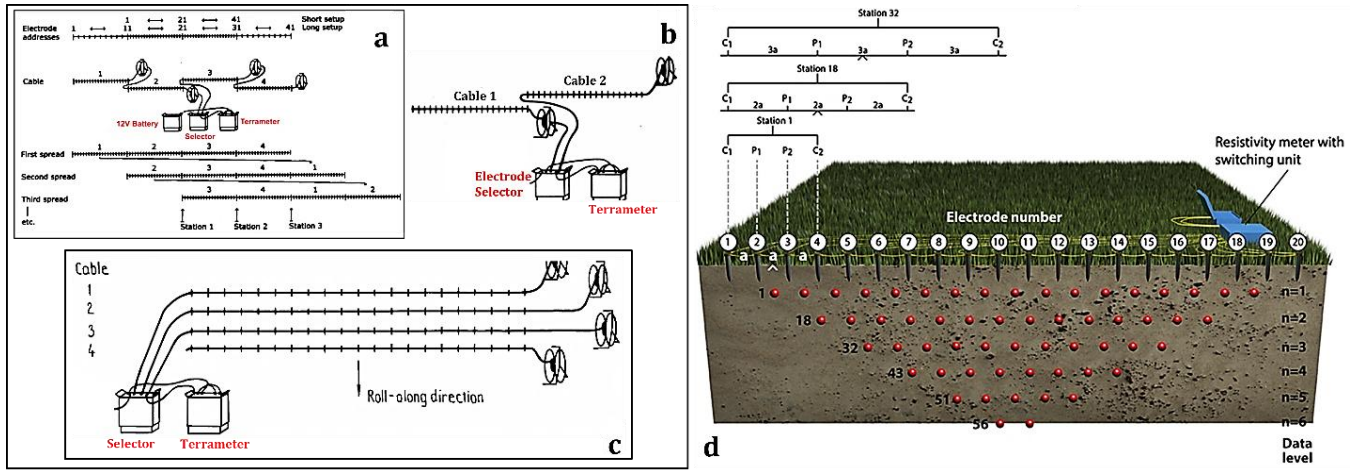 1 21 41 Short setup
Electrode addresses 1 11 21 31 41 Long setup
a
Cable
1
3
2
4
12V Battery
Selector
Terrameter
First spread 1 2 3 4
Second spread 2 3 4 1
Third spread 3 4 1 2
etc.
Station 1 Station 2 Station 3
b
Cable 2
Cable 1
Electrode
Selector
Terrameter
Cable
1
2
3
4
Roll-along direction
Selector
Terrameter
c
Station 32
C1 P1 P2 C2
3a 3a 3a
Station 18
C1 P1 P2 C2
2a 2a 2a
Station 1
C1 P1 P2 C2
Resistivity meter with
switching unit
Electrode number
1 2 3 4 5 6 7 8 9 10 11 12 13 14 15 16 17 18 19 20
a a a
1 n=1
18 n=2
32 n=3
43 n=4
51 n=5
56 n=6
Data
level
d